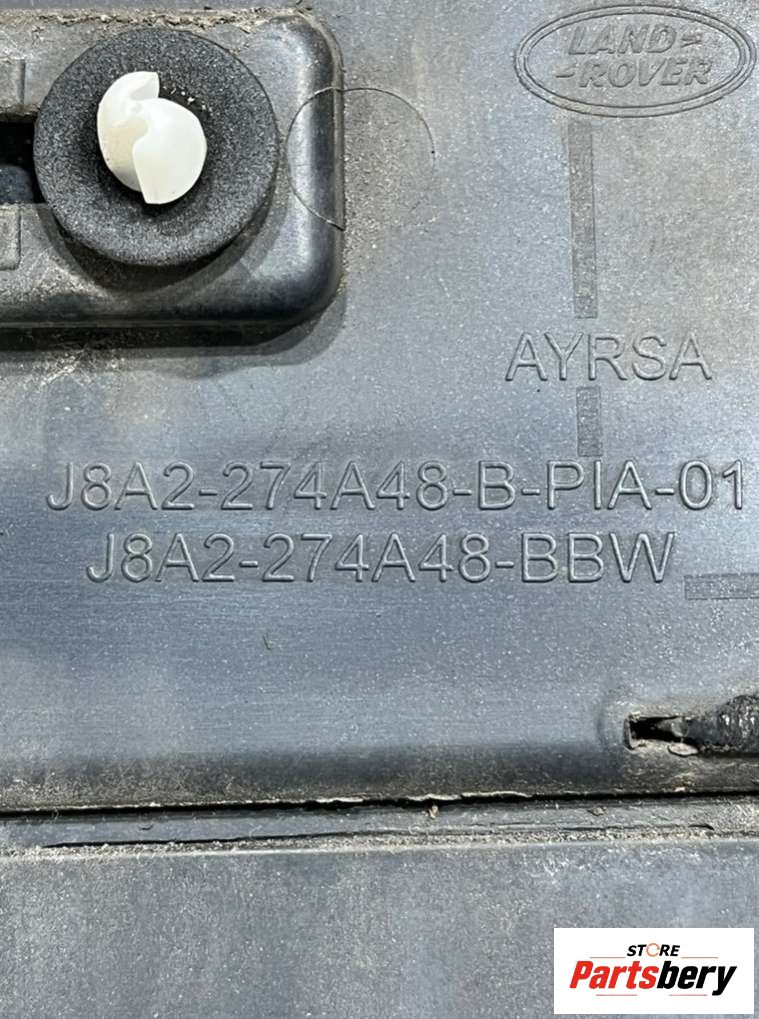 LAND
ROVER
AYRSA
J8A2-274A48-B-PIA-01
J8A2-274A48-BBW
STORE
Partsbery